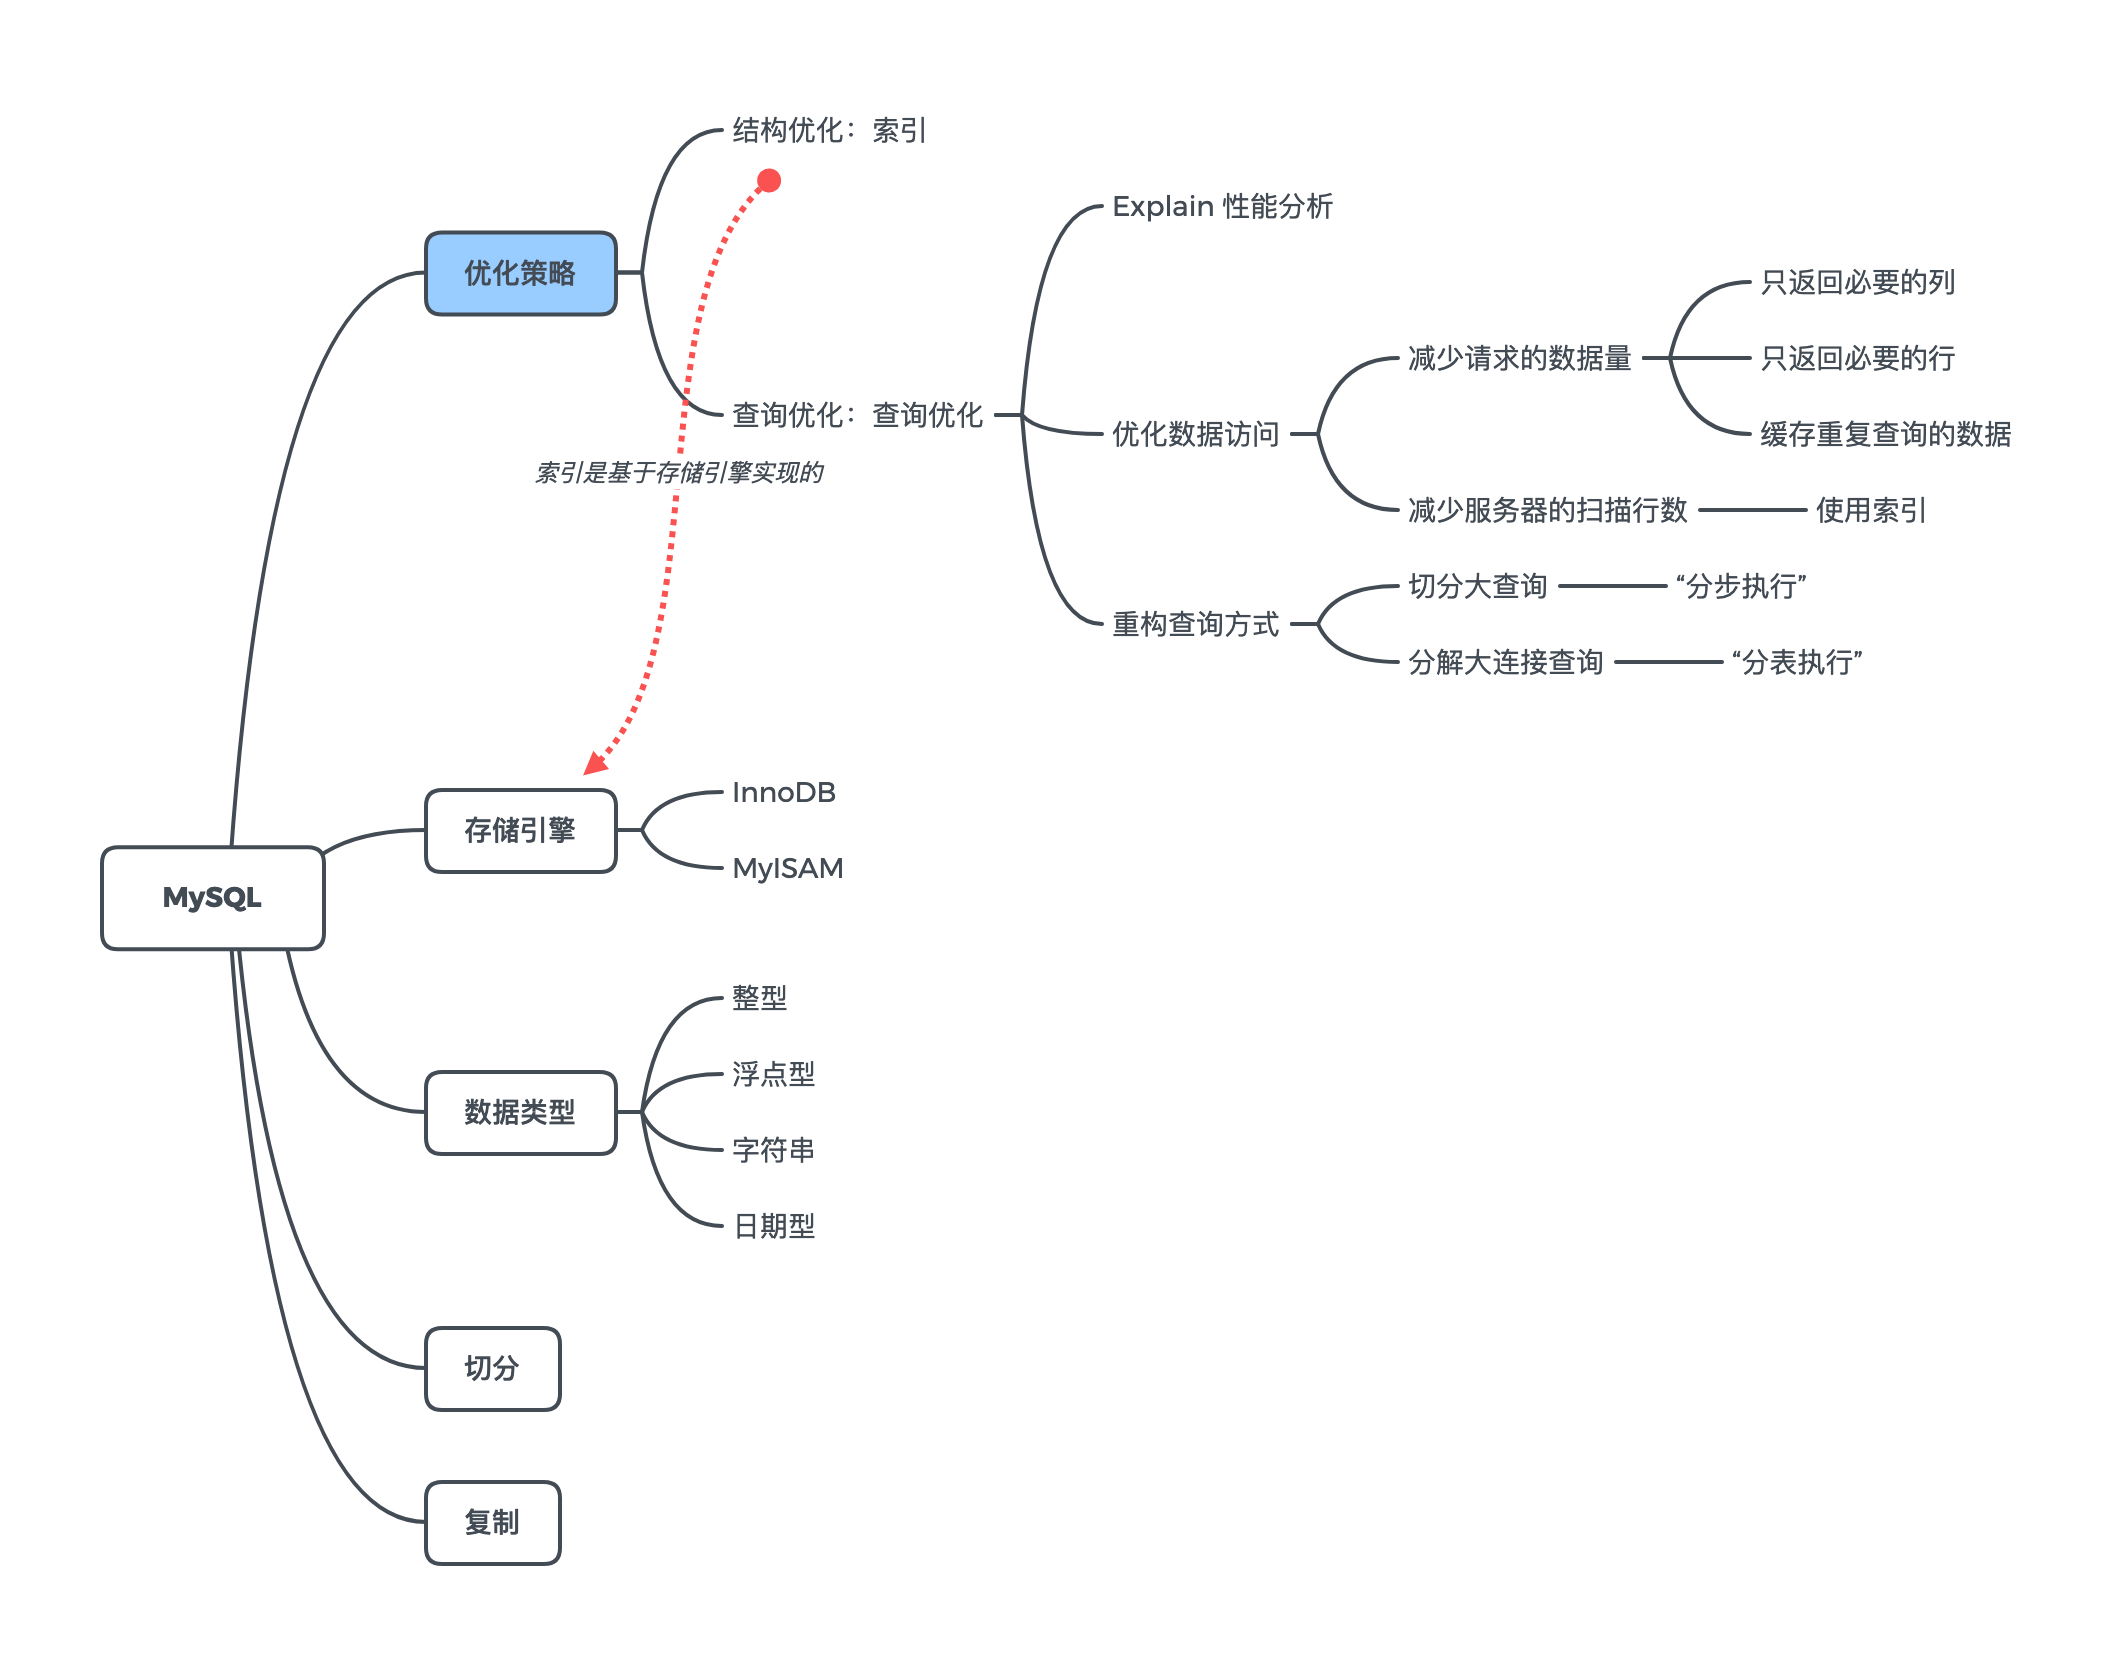 MySQL
优化策略
结构优化：索引
查询优化：查询优化
Explain 性能分析
优化数据访问
减少请求的数据量
只返回必要的列
只返回必要的行
缓存重复查询的数据
减少服务器的扫描行数
使用索引
重构查询方式
切分大查询
“分步执行”
分解大连接查询
“分表执行”
索引是基于存储引擎实现的
存储引擎
InnoDB
MyISAM
数据类型
整型
浮点型
字符串
日期型
切分
复制